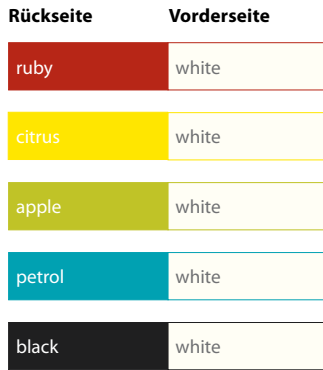 Rückseite Vorderseite
ruby white
citrus white
apple white
petrol white
black white